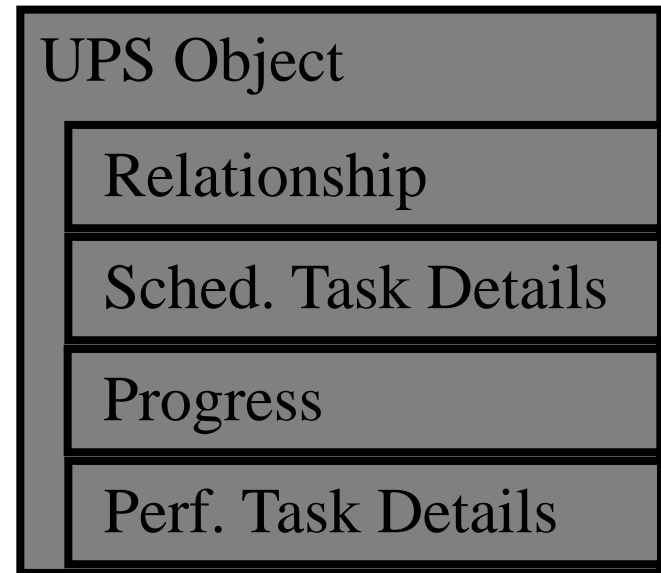 UPS Object
Relationship
Sched. Task Details
Progress
Perf. Task Details